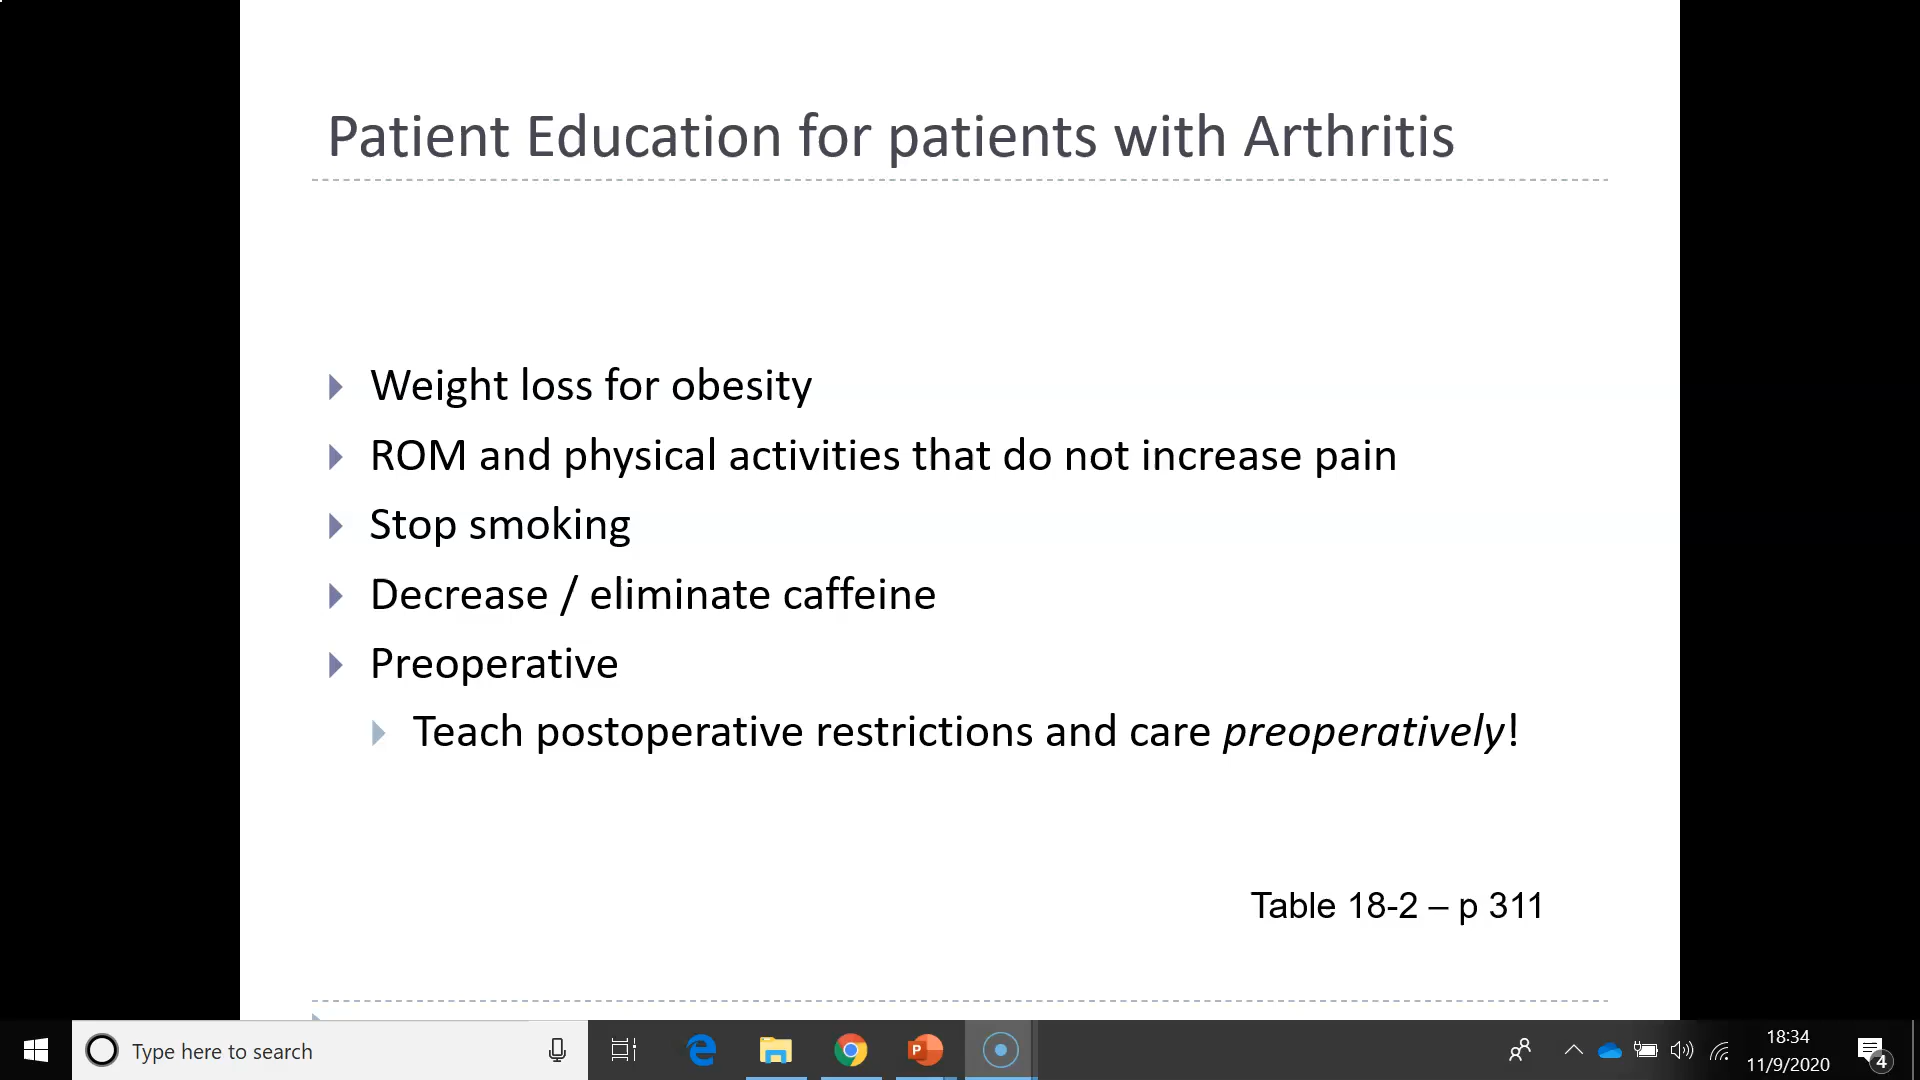 Patient Education for patients with Arthritis
Weight loss for obesity
ROM and physical activities that do not increase pain
Stop smoking
Decrease / eliminate caffeine
Preoperative
Teach postoperative restrictions and care preoperatively!
Table 18-2 – p 311
Type here to search
18:34
11/9/2020
4